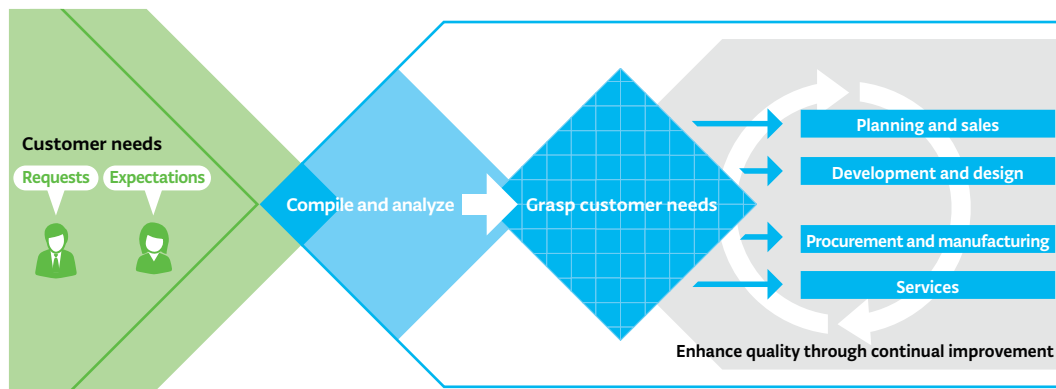 Customer needs
Requests
Expectations
Compile and analyze
Grasp customer needs
Planning and sales
Development and design
Procurement and manufacturing
Services
Enhance quality through continual improvement